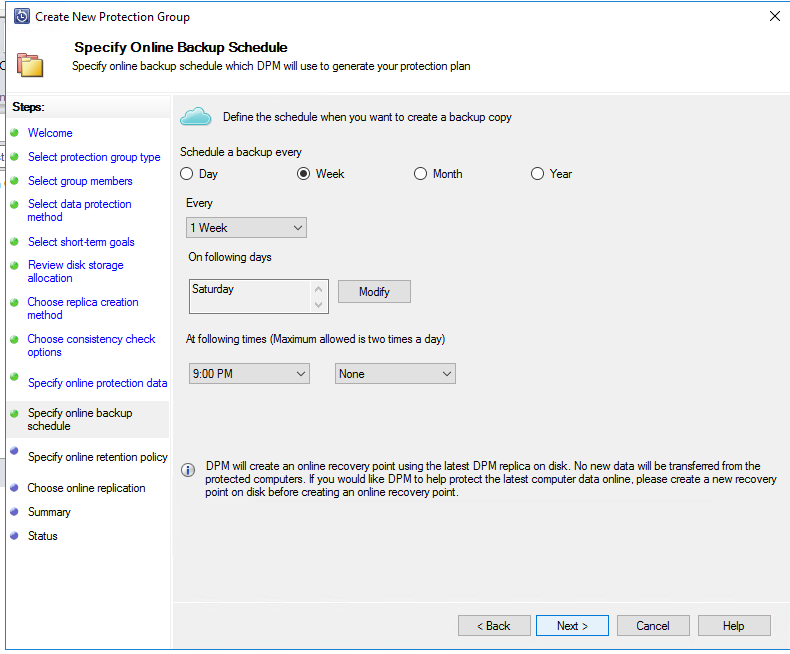 Create New Protection Group
Specify Online Backup Schedule
Specify online backup schedule which DPM will use to generate your protection plan
Steps:
Welcome
Select protection group type
Select group members
Select data protection
method
Select short-term goals
Review disk storage
allocation
Choose replica creation
method
Choose consistency check
options
Specify online protection data
Specify online backup
schedule
Specify online retention policy
Choose online replication
Summary
Status
Define the schedule when you want to create a backup copy
Schedule a backup every
Day Week Month Year
Every
1 Week
On following days
Saturday
Modify
At following times (Maximum allowed is two times a day)
9:00 PM None
DPM will create an online recovery point using the latest DPM replica on disk. No new data will be transferred from the
protected computers. If you would like DPM to help protect the latest computer data online, please create a new recovery
point on disk before creating an online recovery point.
< Back Next > Cancel Help